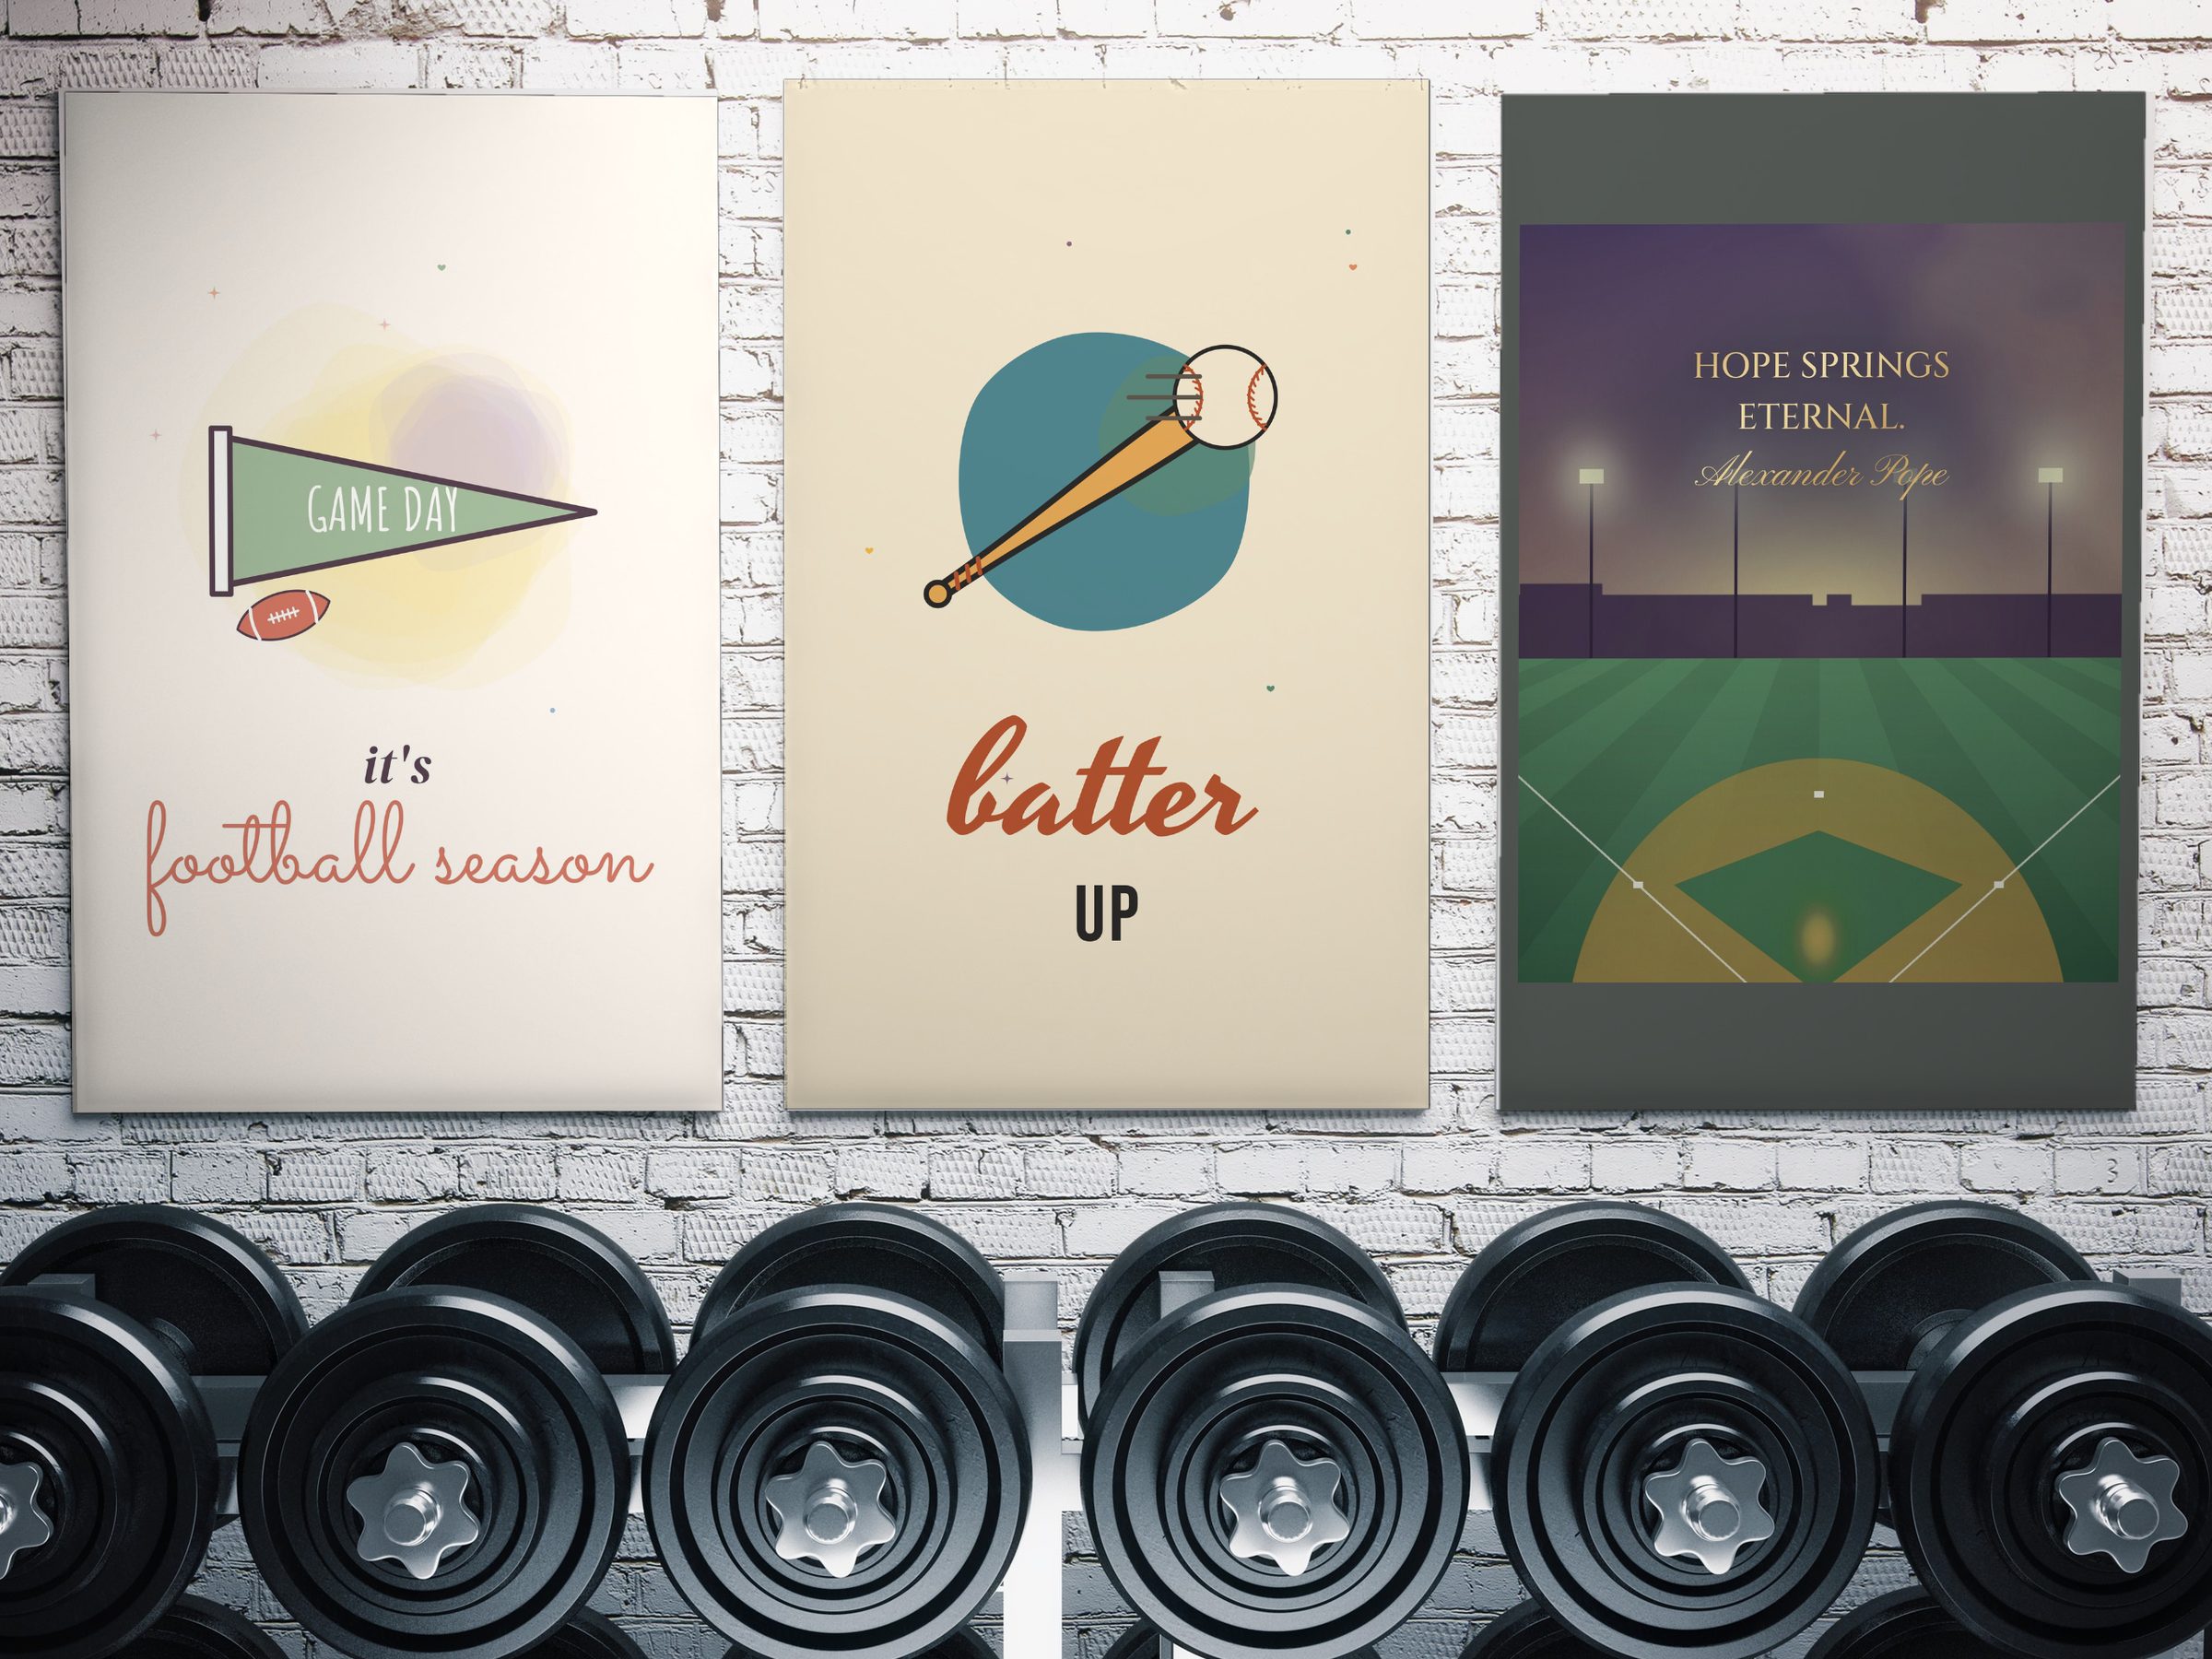 GAME DAY
it's
football season
batter
UP
HOPE SPRINGS
ETERNAL.
Alexander Pope